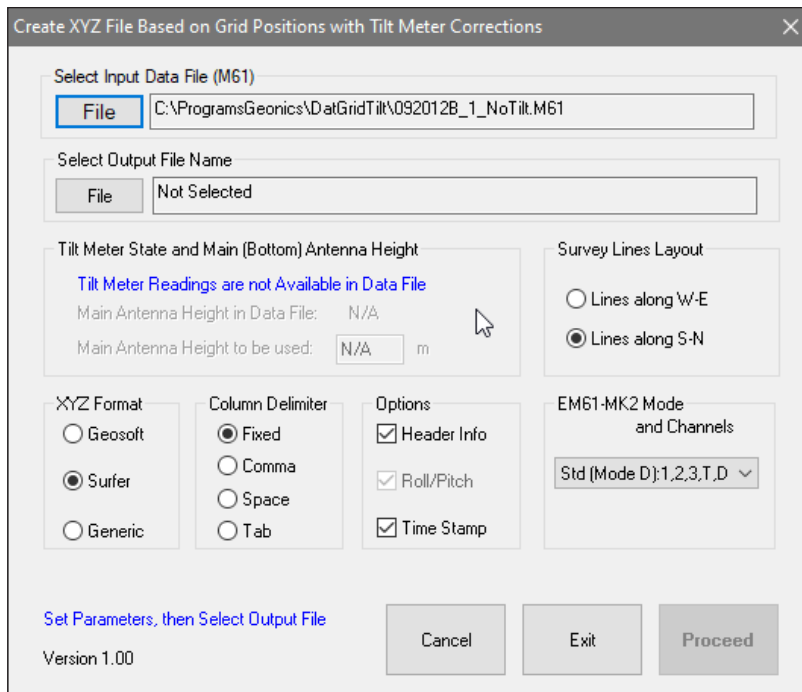 Create XYZ File Based on Grid Positions with Tilt Meter Corrections
Select Input Data File (M61)
File
C:\ProgramsGeonics\DatGridTilt\092012B_1_NoTilt.M61
Select Output File Name
File
Not Selected
Tilt Meter State and Main (Bottom) Antenna Height
Tilt Meter Readings are not Available in Data File
Main Antenna Height in Data File: N/A
Main Antenna Height to be used: N/A m
Survey Lines Layout
Lines along W-E
Lines along S-N
XYZ Format
Geosoft
Surfer
Generic
Column Delimiter
Fixed
Comma
Space
Tab
Options
Header Info
Roll/Pitch
Time Stamp
EM61-MK2 Mode
and Channels
Std (Mode D):1,2,3,T,D
Set Parameters, then Select Output File
Version 1.00
Cancel
Exit
Proceed